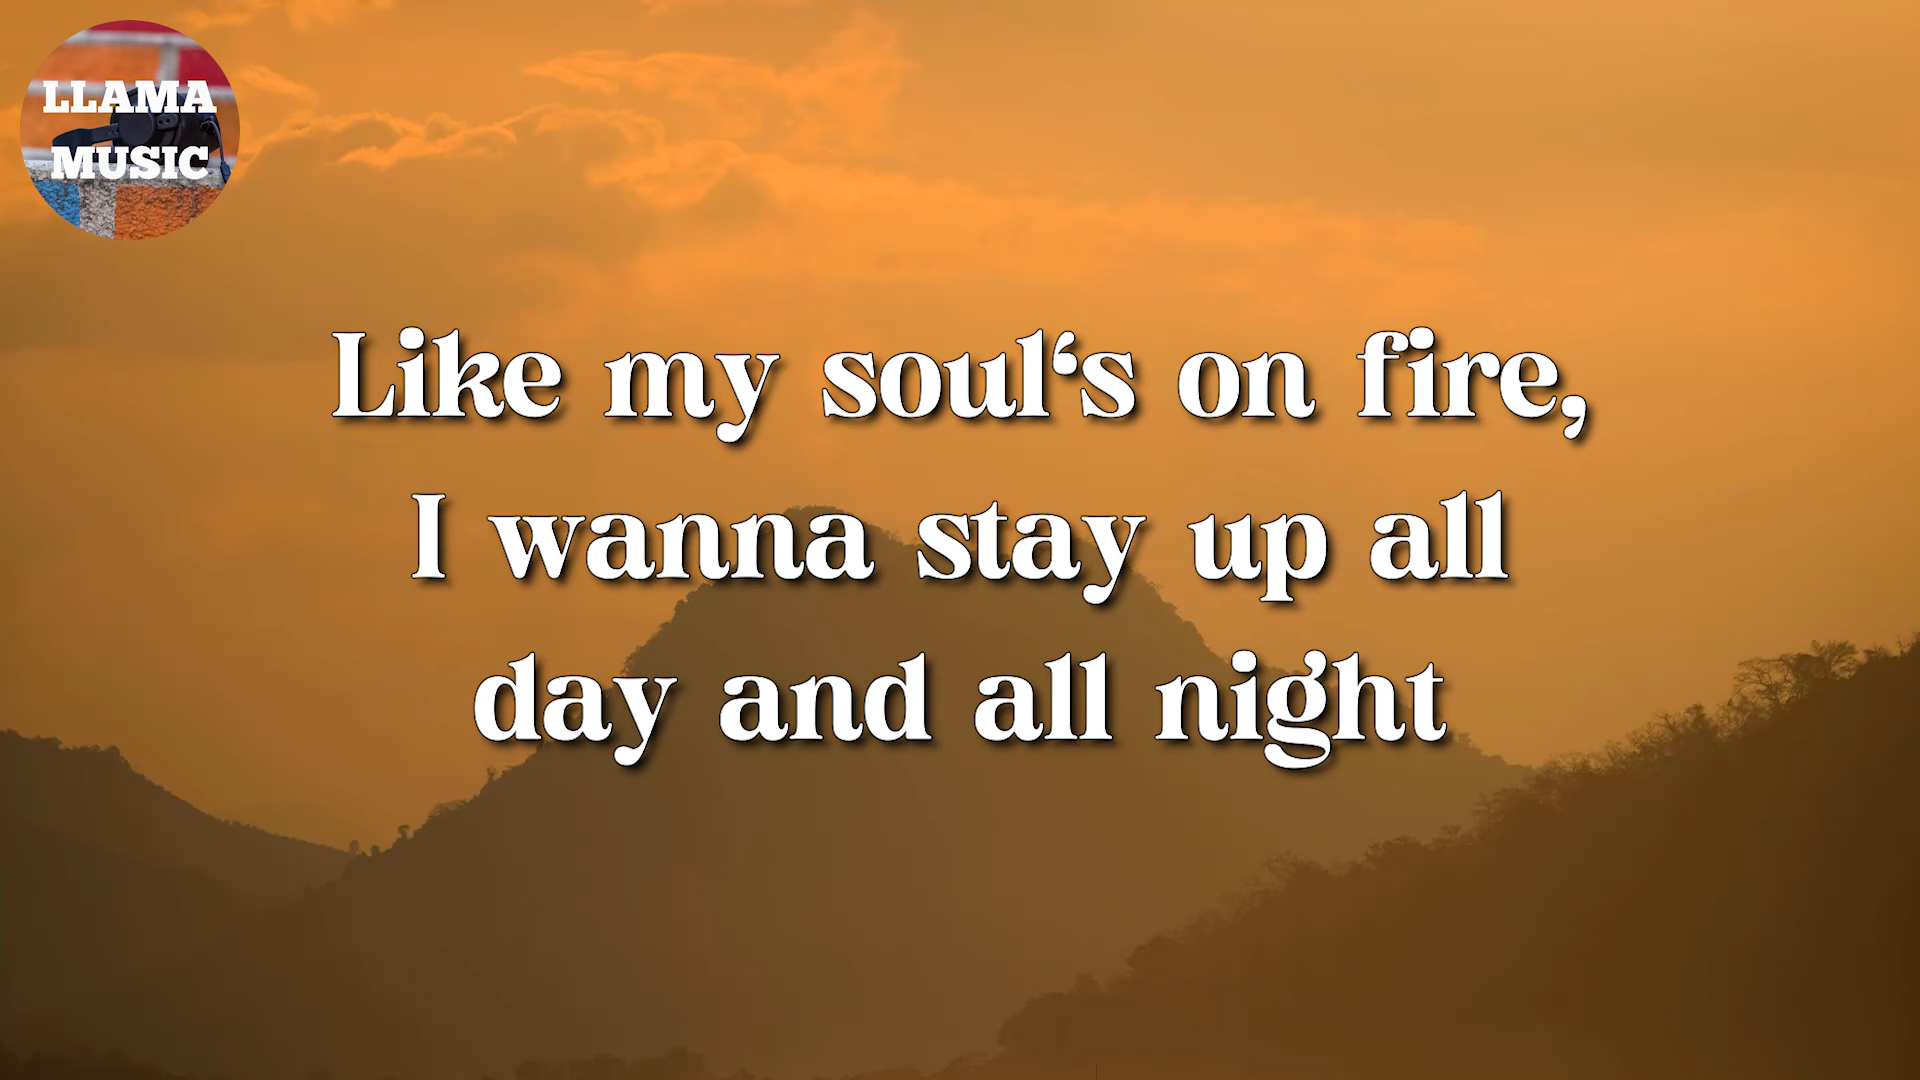 LLAMA
MUSIC
Like my soul‘s on fire,
I wanna stay up all
day and all night